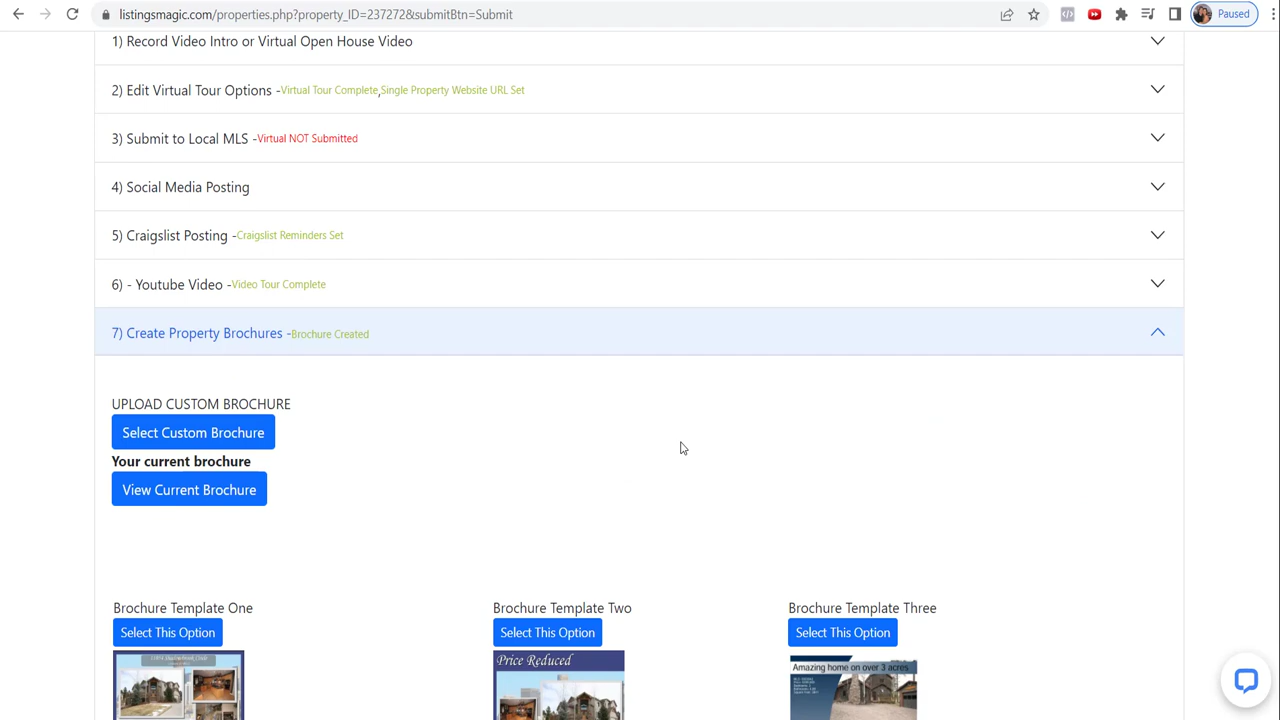 listingsmagic.com/properties.php?property_ID=237272&submitBtn=Submit
Paused
1) Record Video Intro or Virtual Open House Video
2) Edit Virtual Tour Options -Virtual Tour Complete,Single Property Website URL Set
3) Submit to Local MLS -Virtual NOT Submitted
4) Social Media Posting
5) Craigslist Posting -Craigslist Reminders Set
6) - Youtube Video -Video Tour Complete
7) Create Property Brochures -Brochure Created
UPLOAD CUSTOM BROCHURE
Select Custom Brochure
Your current brochure
View Current Brochure
Brochure Template One
Select This Option
Brochure Template Two
Select This Option
Price Reduced
Brochure Template Three
Select This Option
Amazing home on over 3 acres